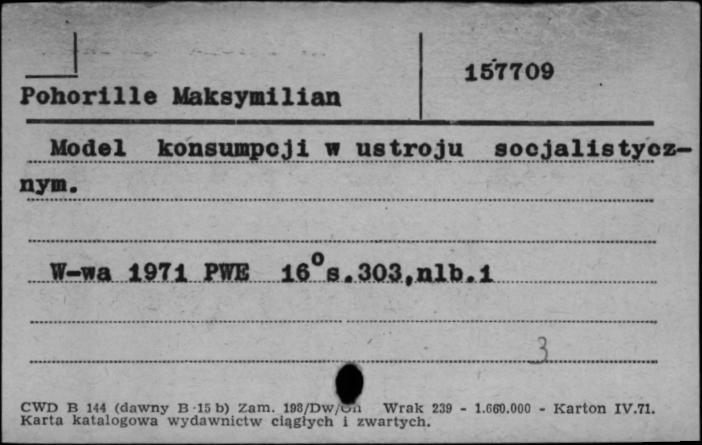 157709
Pohorille Maksymilian
Model konsumpcji w ustroju socjalistycz-
nym.
W-wa 1971 PWE 16° s.303,nlb.1
3
CWD B 144 (dawny B-15 b) Zam. 198/Dw/Un Wrak 239 - 1.660.000 - Karton IV.71.
Karta katalogowa wydawnictw ciągłych i zwartych.